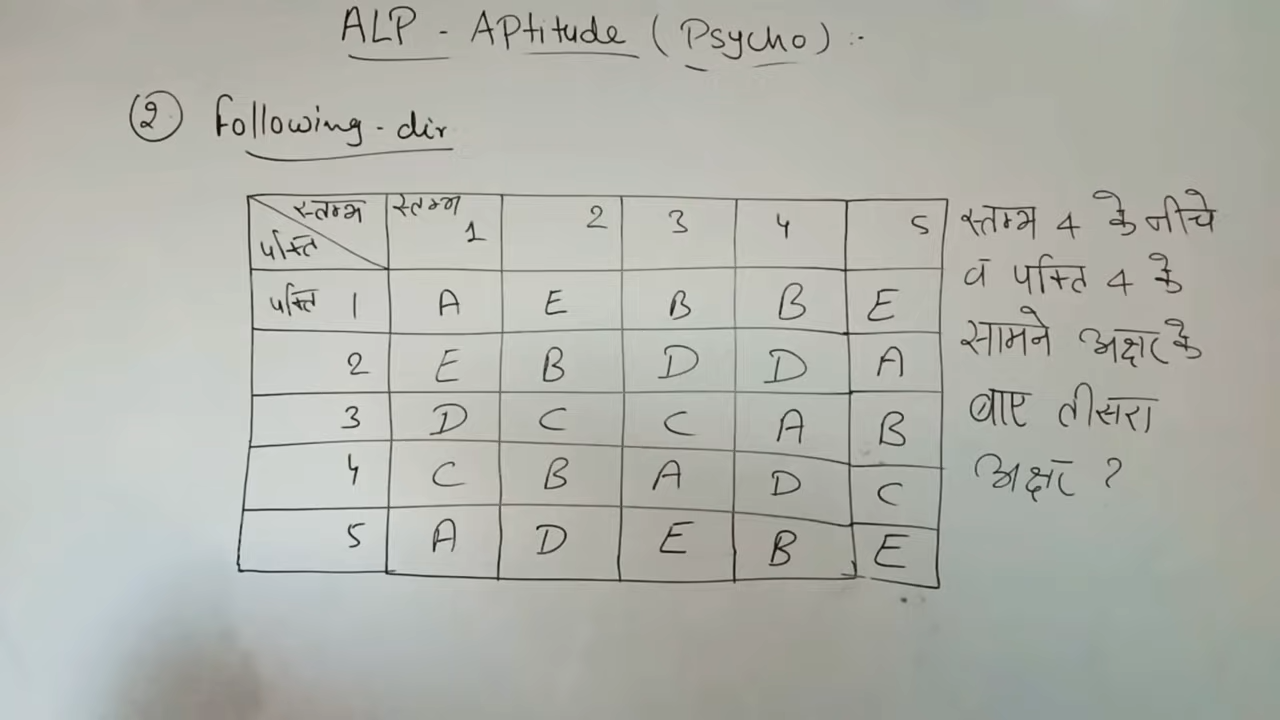 ALP - APtitude (Psycho) :-
② Following - dir
स्तम्भ पंक्ति स्तम्भ 1 2 3 4 5
पंक्ति 1 A E B B E
2 E B D D A
3 D C C A B
4 C B A D C
5 A D E B E
स्तम्भ 4 के नीचे
वं पंक्ति 4 के
सामने अक्षर के
बाए तीसरा
अक्षर ?